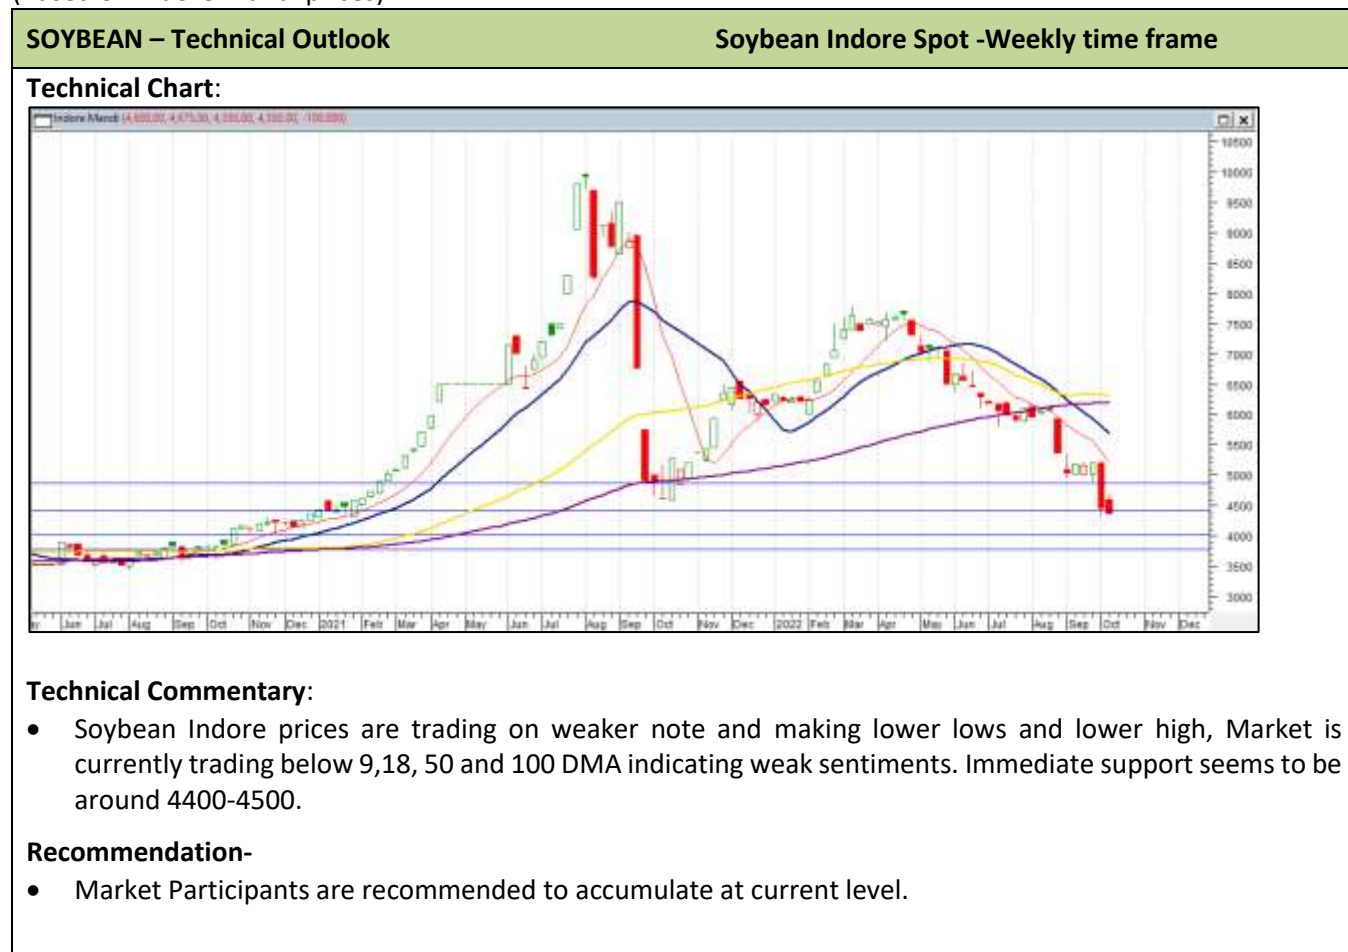 SOYBEAN – Technical Outlook Soybean Indore Spot -Weekly time frame
Technical Chart:
Indore Mandi
10500
10000
9500
9000
8500
8000
7500
7000
6500
6000
5500
5000
4500
4000
3500
3000
Jun Jul Aug Sep Oct Nov Dec 2021 Feb Mar Apr May Jun Jul Aug Sep Oct Nov Dec 2022 Feb Mar Apr May Jun Jul Aug Sep Oct Nov Dec
Technical Commentary:
• Soybean Indore prices are trading on weaker note and making lower lows and lower high, Market is
currently trading below 9,18, 50 and 100 DMA indicating weak sentiments. Immediate support seems to be
around 4400-4500.
Recommendation-
• Market Participants are recommended to accumulate at current level.